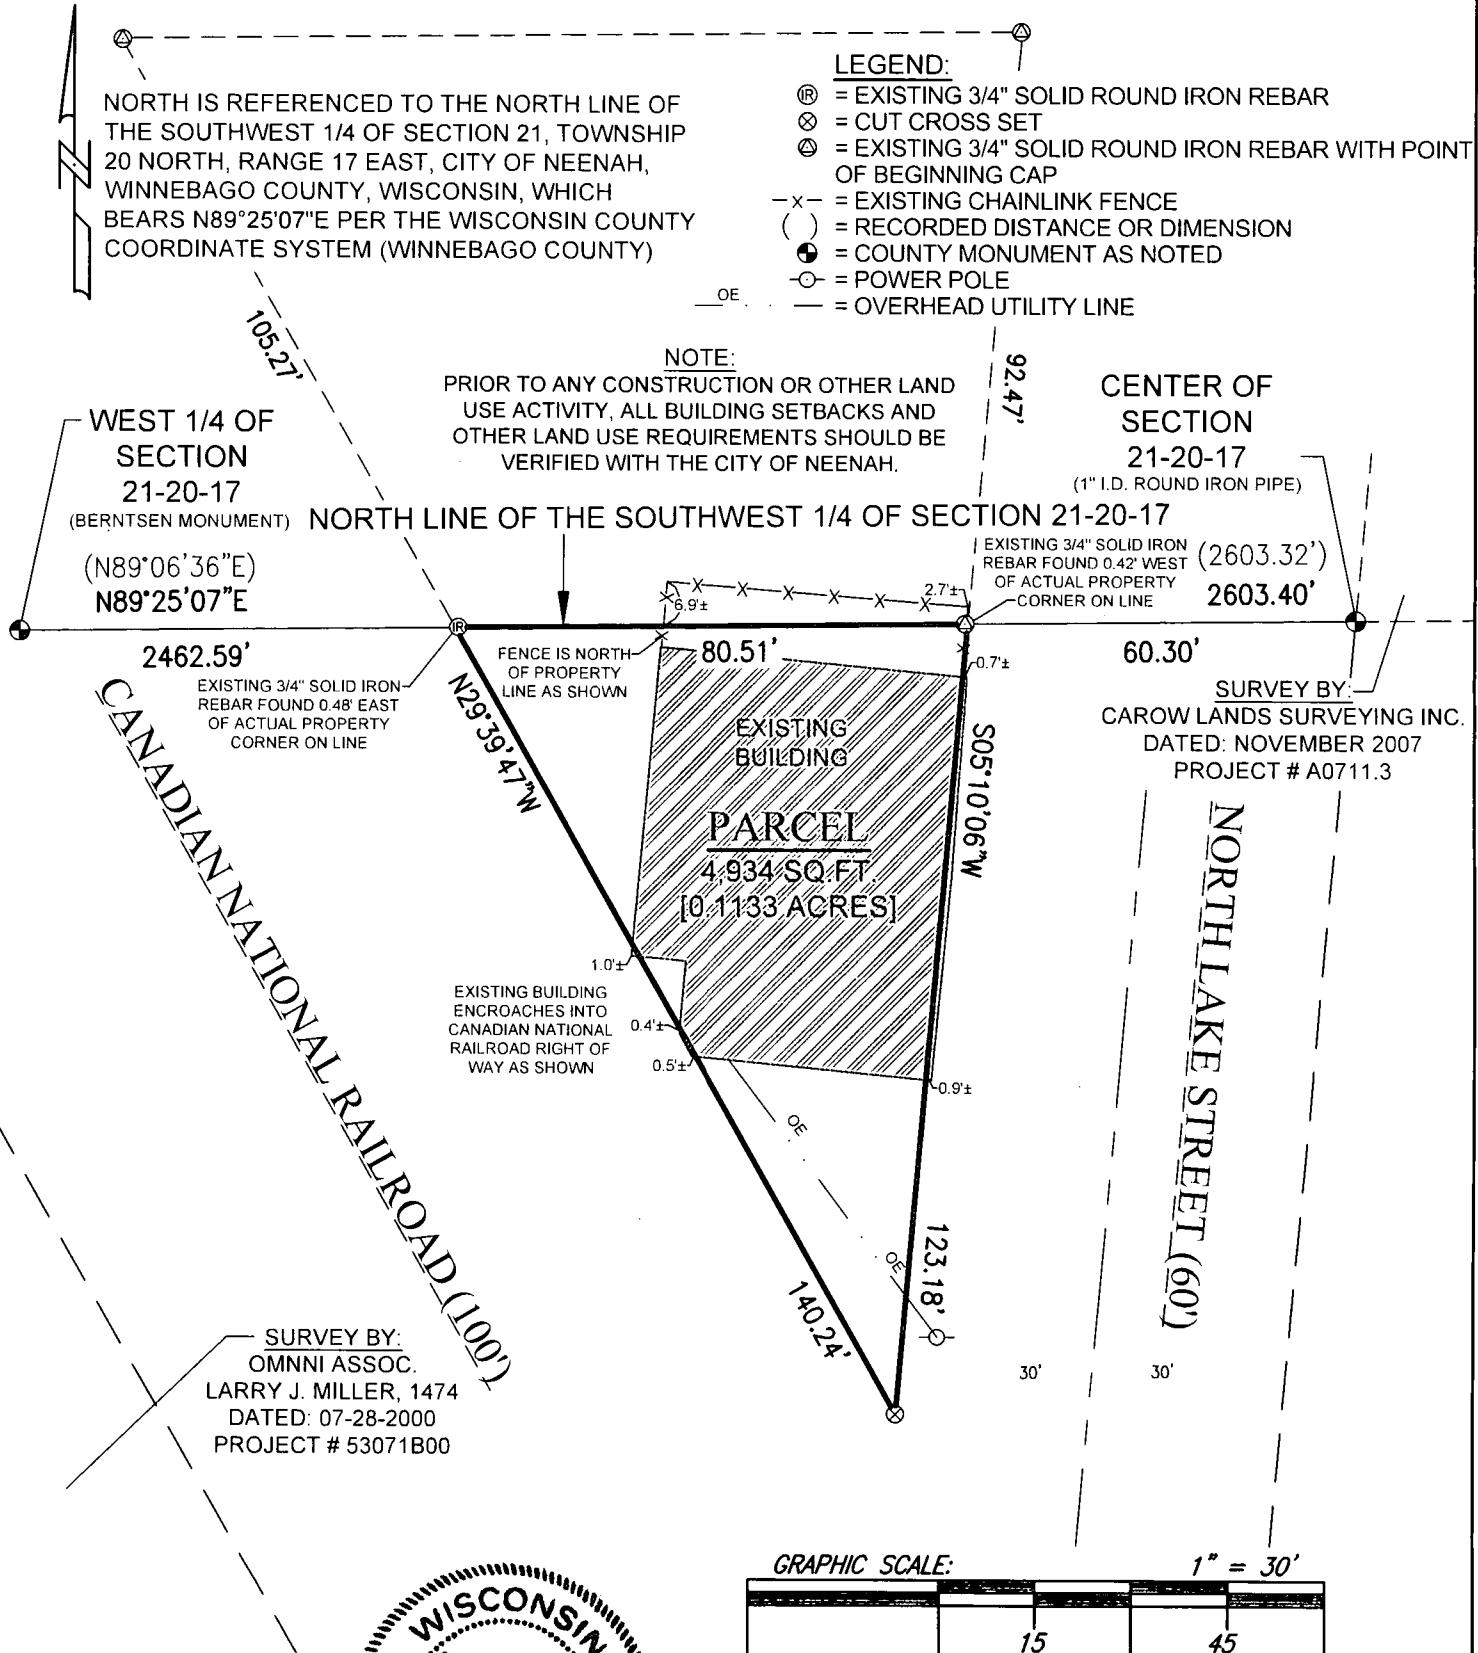 LEGEND:
NORTH IS REFERENCED TO THE NORTH LINE OF
THE SOUTHWEST 1/4 OF SECTION 21, TOWNSHIP
20 NORTH, RANGE 17 EAST, CITY OF NEENAH,
WINNEBAGO COUNTY, WISCONSIN, WHICH
BEARS N89°25'07"E PER THE WISCONSIN COUNTY
COORDINATE SYSTEM (WINNEBAGO COUNTY)
N
IR = EXISTING 3/4" SOLID ROUND IRON REBAR
= CUT CROSS SET
= EXISTING 3/4" SOLID ROUND IRON REBAR WITH POINT
OF BEGINNING CAP
-x- = EXISTING CHAINLINK FENCE
( ) = RECORDED DISTANCE OR DIMENSION
= COUNTY MONUMENT AS NOTED
= POWER POLE
OE = OVERHEAD UTILITY LINE
105.27'
NOTE:
PRIOR TO ANY CONSTRUCTION OR OTHER LAND
USE ACTIVITY, ALL BUILDING SETBACKS AND
OTHER LAND USE REQUIREMENTS SHOULD BE
VERIFIED WITH THE CITY OF NEENAH.
92.47'
CENTER OF
SECTION
21-20-17
(1" I.D. ROUND IRON PIPE)
WEST 1/4 OF
SECTION
21-20-17
(BERNTSEN MONUMENT)
NORTH LINE OF THE SOUTHWEST 1/4 OF SECTION 21-20-17
(N89°06'36"E)
N89°25'07"E
EXISTING 3/4" SOLID IRON
REBAR FOUND 0.42' WEST
OF ACTUAL PROPERTY
CORNER ON LINE
(2603.32')
2603.40'
X X X X X X
2.7'±
X
6.9'±
IR
2462.59'
X
80.51'
X
60.30'
FENCE IS NORTH
OF PROPERTY
LINE AS SHOWN
0.7'±
EXISTING 3/4" SOLID IRON
REBAR FOUND 0.48' EAST
OF ACTUAL PROPERTY
CORNER ON LINE
SURVEY BY:
CAROW LANDS SURVEYING INC.
DATED: NOVEMBER 2007
PROJECT # A0711.3
N29°39'47"W
EXISTING
BUILDING
PARCEL
4,934 SQ.FT.
[0.1133 ACRES]
S05°10'06"W
CANADIAN NATIONAL RAILROAD (100')
NORTH LAKE STREET (60')
1.0'±
EXISTING BUILDING
ENCROACHES INTO
CANADIAN NATIONAL
RAILROAD RIGHT OF
WAY AS SHOWN
0.4'±
0.5'±
0.9'±
OE
OE
123.18'
140.24'
30' 30'
SURVEY BY:
OMNNI ASSOC.
LARRY J. MILLER, 1474
DATED: 07-28-2000
PROJECT # 53071B00
WISCONSIN
GRAPHIC SCALE: 1" = 30'
15 45